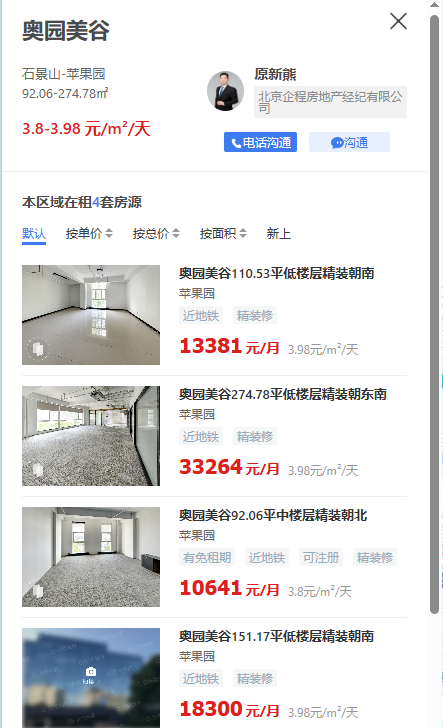 奥园美谷
石景山-苹果园
92.06-274.78㎡
3.8-3.98 元/m²/天
原新熊
北京企程房地产经纪有限公
司
电话沟通
沟通
本区域在租4套房源
默认 按单价 按总价 按面积 新上
奥园美谷110.53平低楼层精装朝南
苹果园
近地铁 精装修
13381 元/月 3.98元/m²/天
奥园美谷274.78平低楼层精装朝东南
苹果园
近地铁 精装修
33264 元/月 3.98元/m²/天
奥园美谷92.06平中楼层精装朝北
苹果园
有免租期 近地铁 可注册 精装修
10641 元/月 3.8元/m²/天
奥园美谷151.17平低楼层精装朝南
苹果园
近地铁 精装修
18300 元/月 3.98元/m²/天